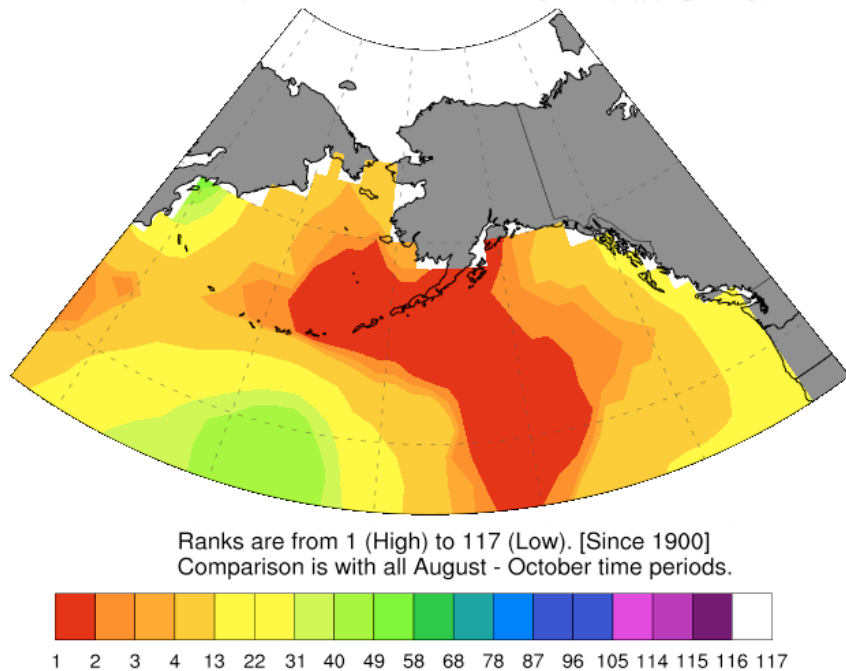 Ranks are from 1 (High) to 117 (Low). [Since 1900]
Comparison is with all August - October time periods.
1 2 3 4 13 22 31 40 49 58 68 78 87 96 105 114 115 116 117